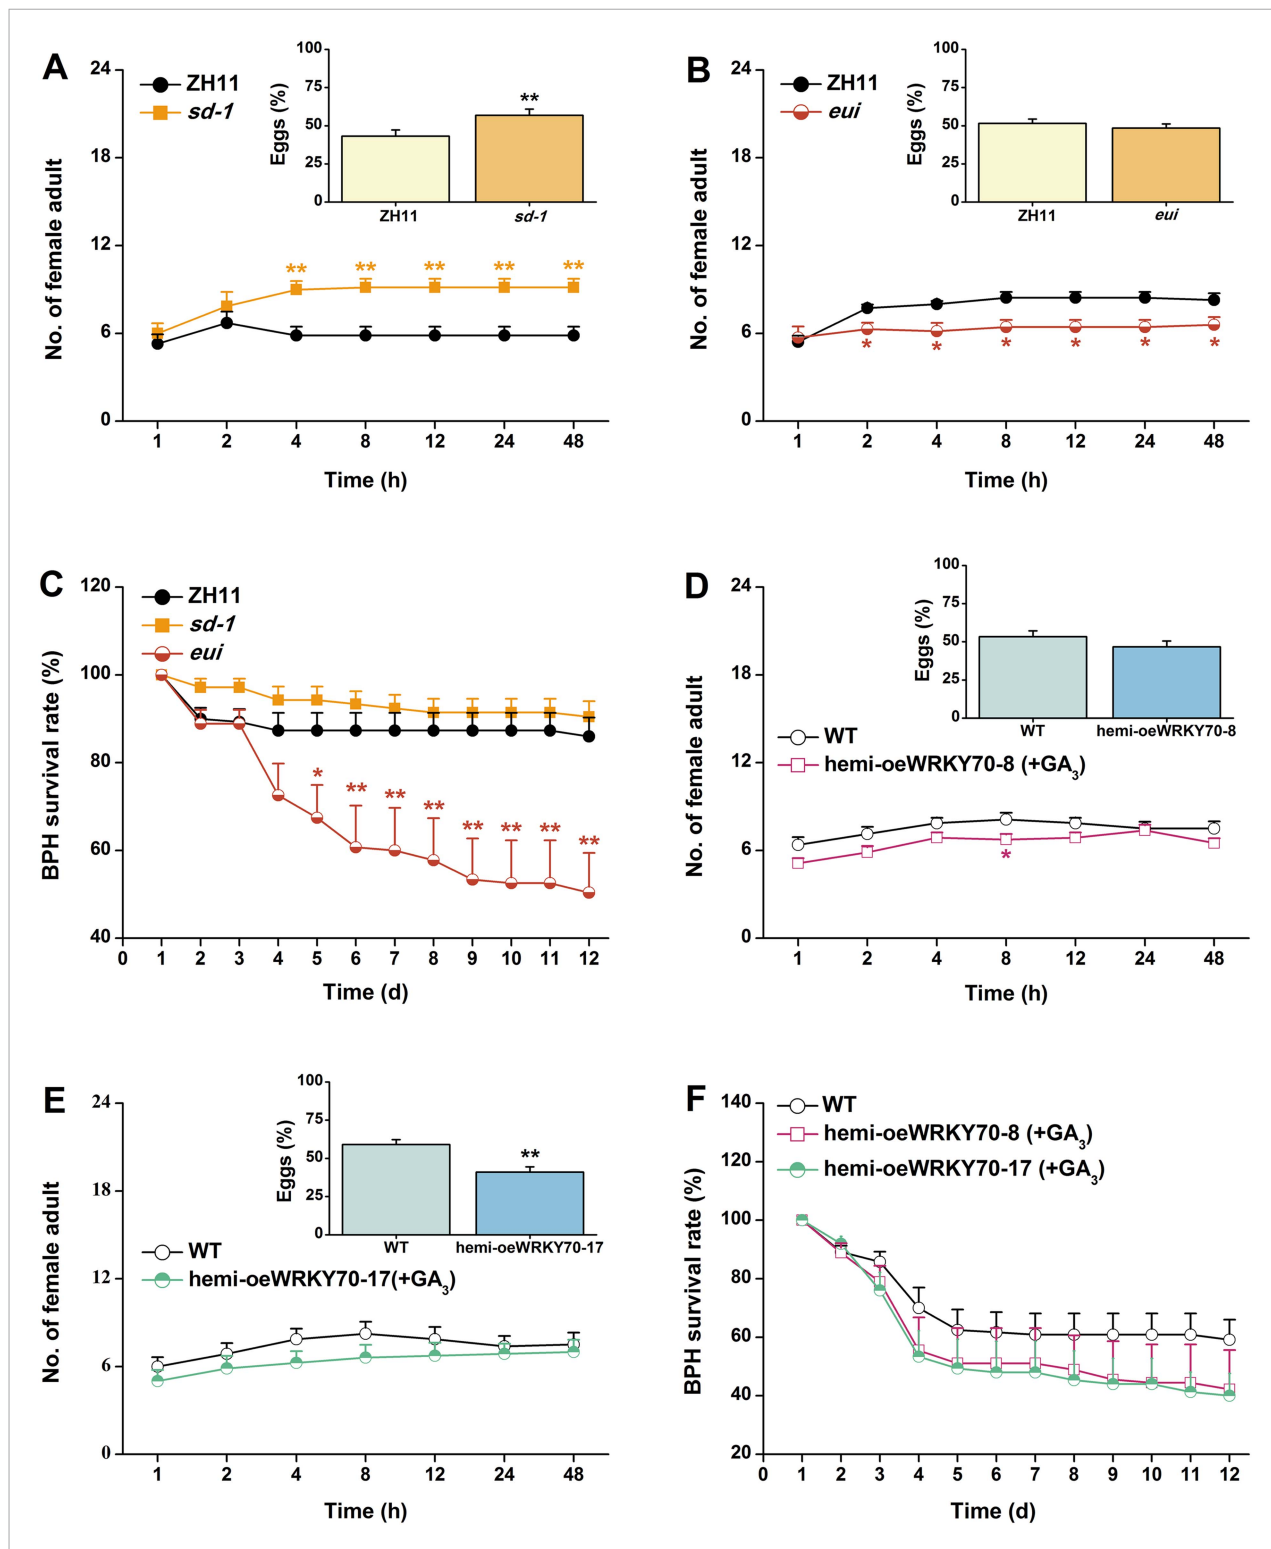 A
ZH11
sd-1
No. of female adult
24
18
12
6
0
1 2 4 8 12 24 48
Time (h)
Eggs (%)
100
75
50
25
0
**
ZH11 sd-1
** ** ** ** **
B
ZH11
eui
No. of female adult
24
18
12
6
0
1 2 4 8 12 24 48
Time (h)
Eggs (%)
100
75
50
25
0
ZH11 eui
* * * * * *
C
ZH11
sd-1
eui
BPH survival rate (%)
120
100
80
60
40
0 1 2 3 4 5 6 7 8 9 10 11 12
Time (d)
* ** ** ** ** ** ** **
D
WT
hemi-oeWRKY70-8 (+GA3)
No. of female adult
24
18
12
6
0
1 2 4 8 12 24 48
Time (h)
Eggs (%)
100
75
50
25
0
WT hemi-oeWRKY70-8
*
E
WT
hemi-oeWRKY70-17(+GA3)
No. of female adult
24
18
12
6
0
1 2 4 8 12 24 48
Time (h)
Eggs (%)
100
75
50
25
0
**
WT hemi-oeWRKY70-17
F
WT
hemi-oeWRKY70-8 (+GA3)
hemi-oeWRKY70-17 (+GA3)
BPH survival rate (%)
140
120
100
80
60
40
20
0 1 2 3 4 5 6 7 8 9 10 11 12
Time (d)